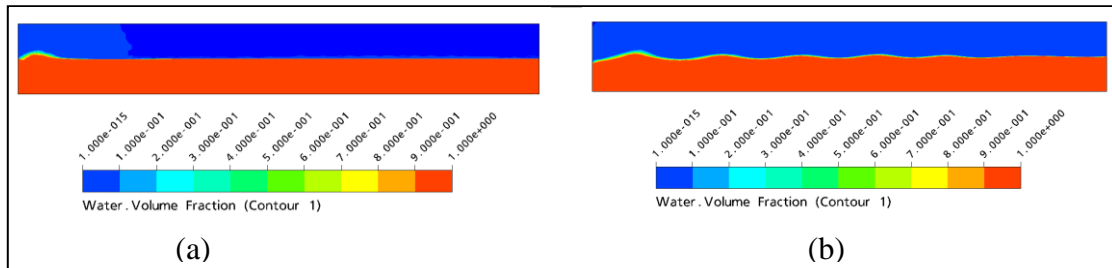 1.000e-015
1.000e-001
2.000e-001
3.000e-001
4.000e-001
5.000e-001
6.000e-001
7.000e-001
8.000e-001
9.000e-001
1.000e+000
Water.Volume Fraction (Contour 1)
(a)
1.000e-015
1.000e-001
2.000e-001
3.000e-001
4.000e-001
5.000e-001
6.000e-001
7.000e-001
8.000e-001
9.000e-001
1.000e+000
Water.Volume Fraction (Contour 1)
(b)